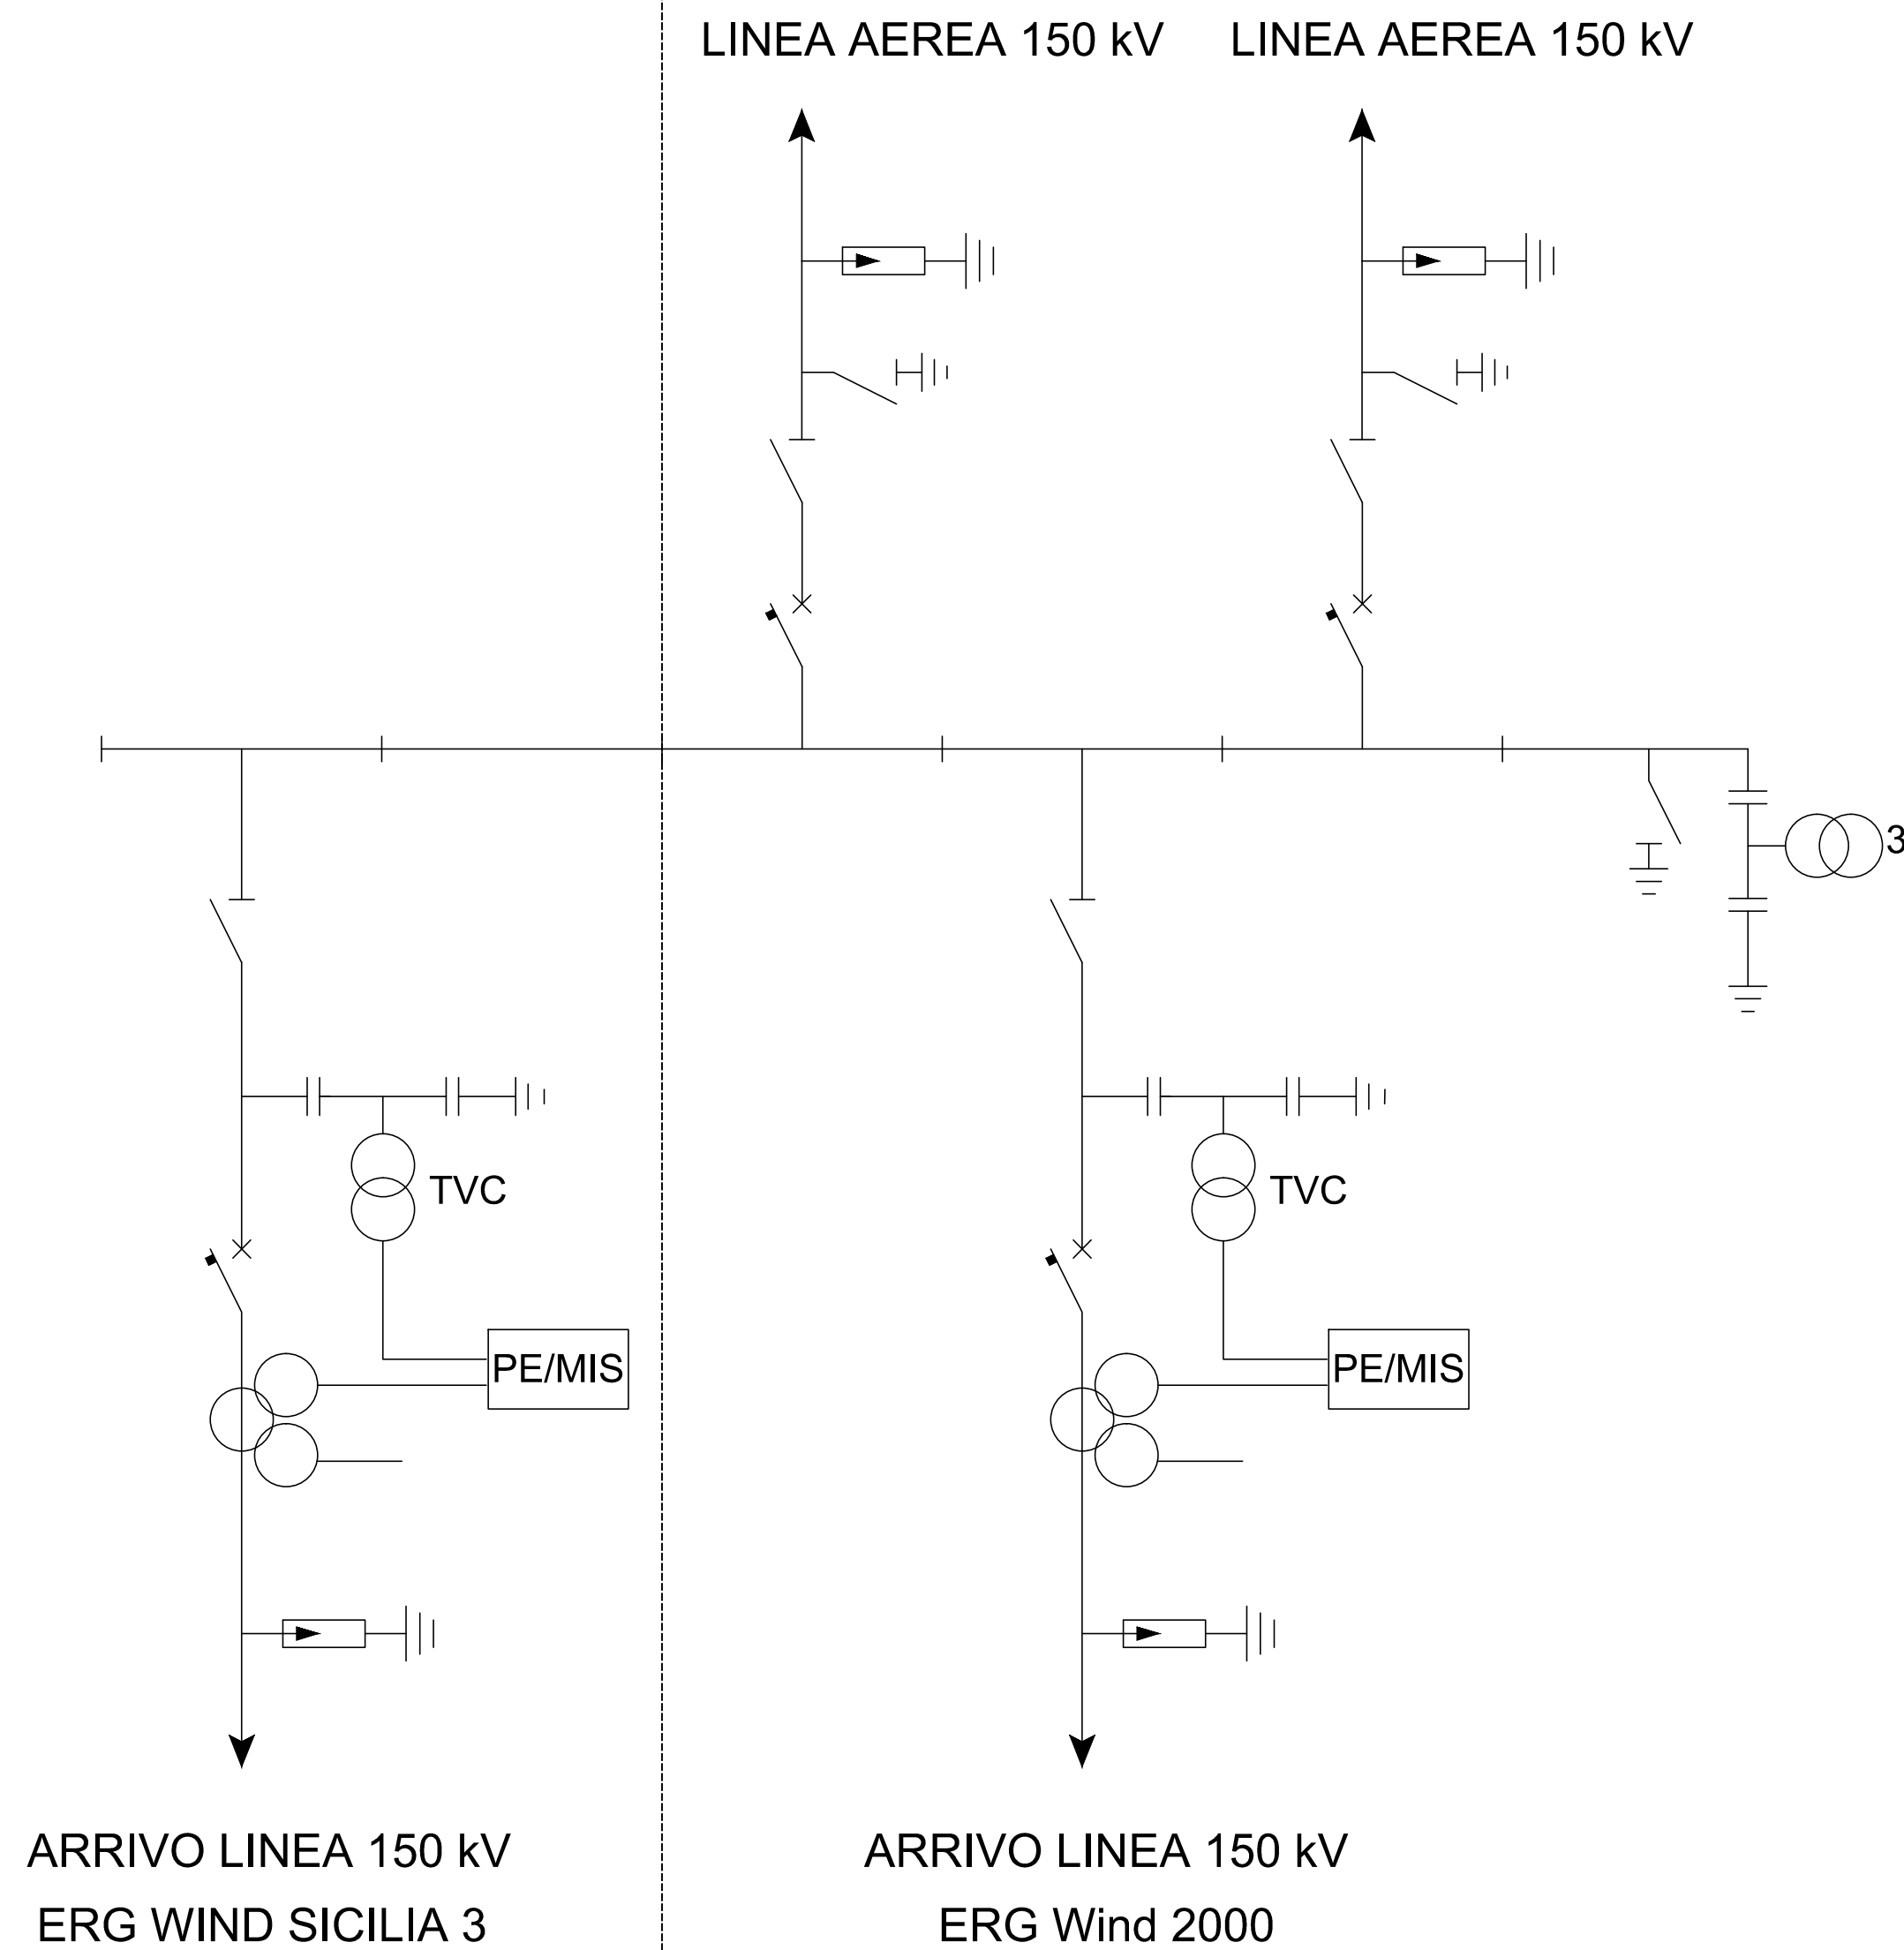 LINEA AEREA 150 kV
LINEA AEREA 150 kV
3
TVC
TVC
PE/MIS
PE/MIS
ARRIVO LINEA 150 kV
ERG WIND SICILIA 3
ARRIVO LINEA 150 kV
ERG Wind 2000